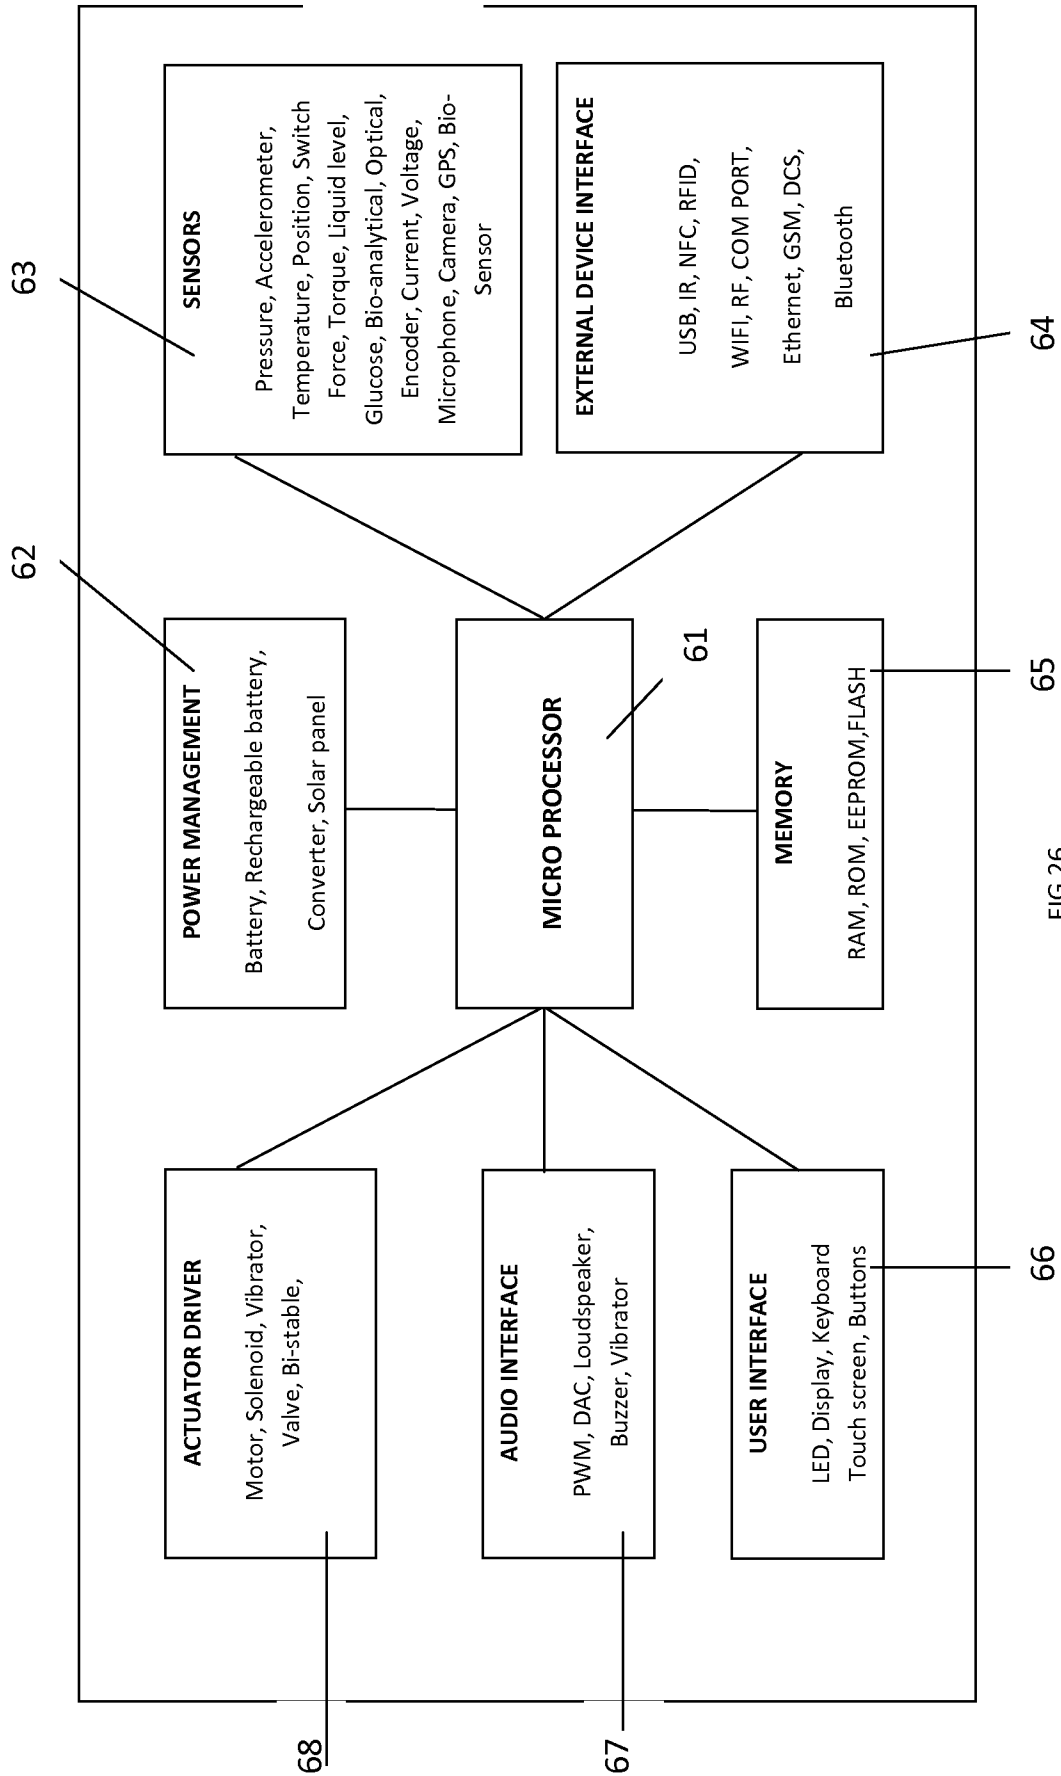 68
ACTUATOR DRIVER
Motor, Solenoid, Vibrator,
Valve, Bi-stable,
67
AUDIO INTERFACE
PWM, DAC, Loudspeaker,
Buzzer, Vibrator
USER INTERFACE
LED, Display, Keyboard
Touch screen, Buttons
66
62
POWER MANAGEMENT
Battery, Rechargeable battery,
Converter, Solar panel
MICRO PROCESSOR
61
MEMORY
RAM, ROM, EEPROM,FLASH
65
63
SENSORS
Pressure, Accelerometer,
Temperature, Position, Switch
Force, Torque, Liquid level,
Glucose, Bio-analytical, Optical,
Encoder, Current, Voltage,
Microphone, Camera, GPS, Bio-
Sensor
EXTERNAL DEVICE INTERFACE
USB, IR, NFC, RFID,
WIFI, RF, COM PORT,
Ethernet, GSM, DCS,
Bluetooth
64
FIG 26